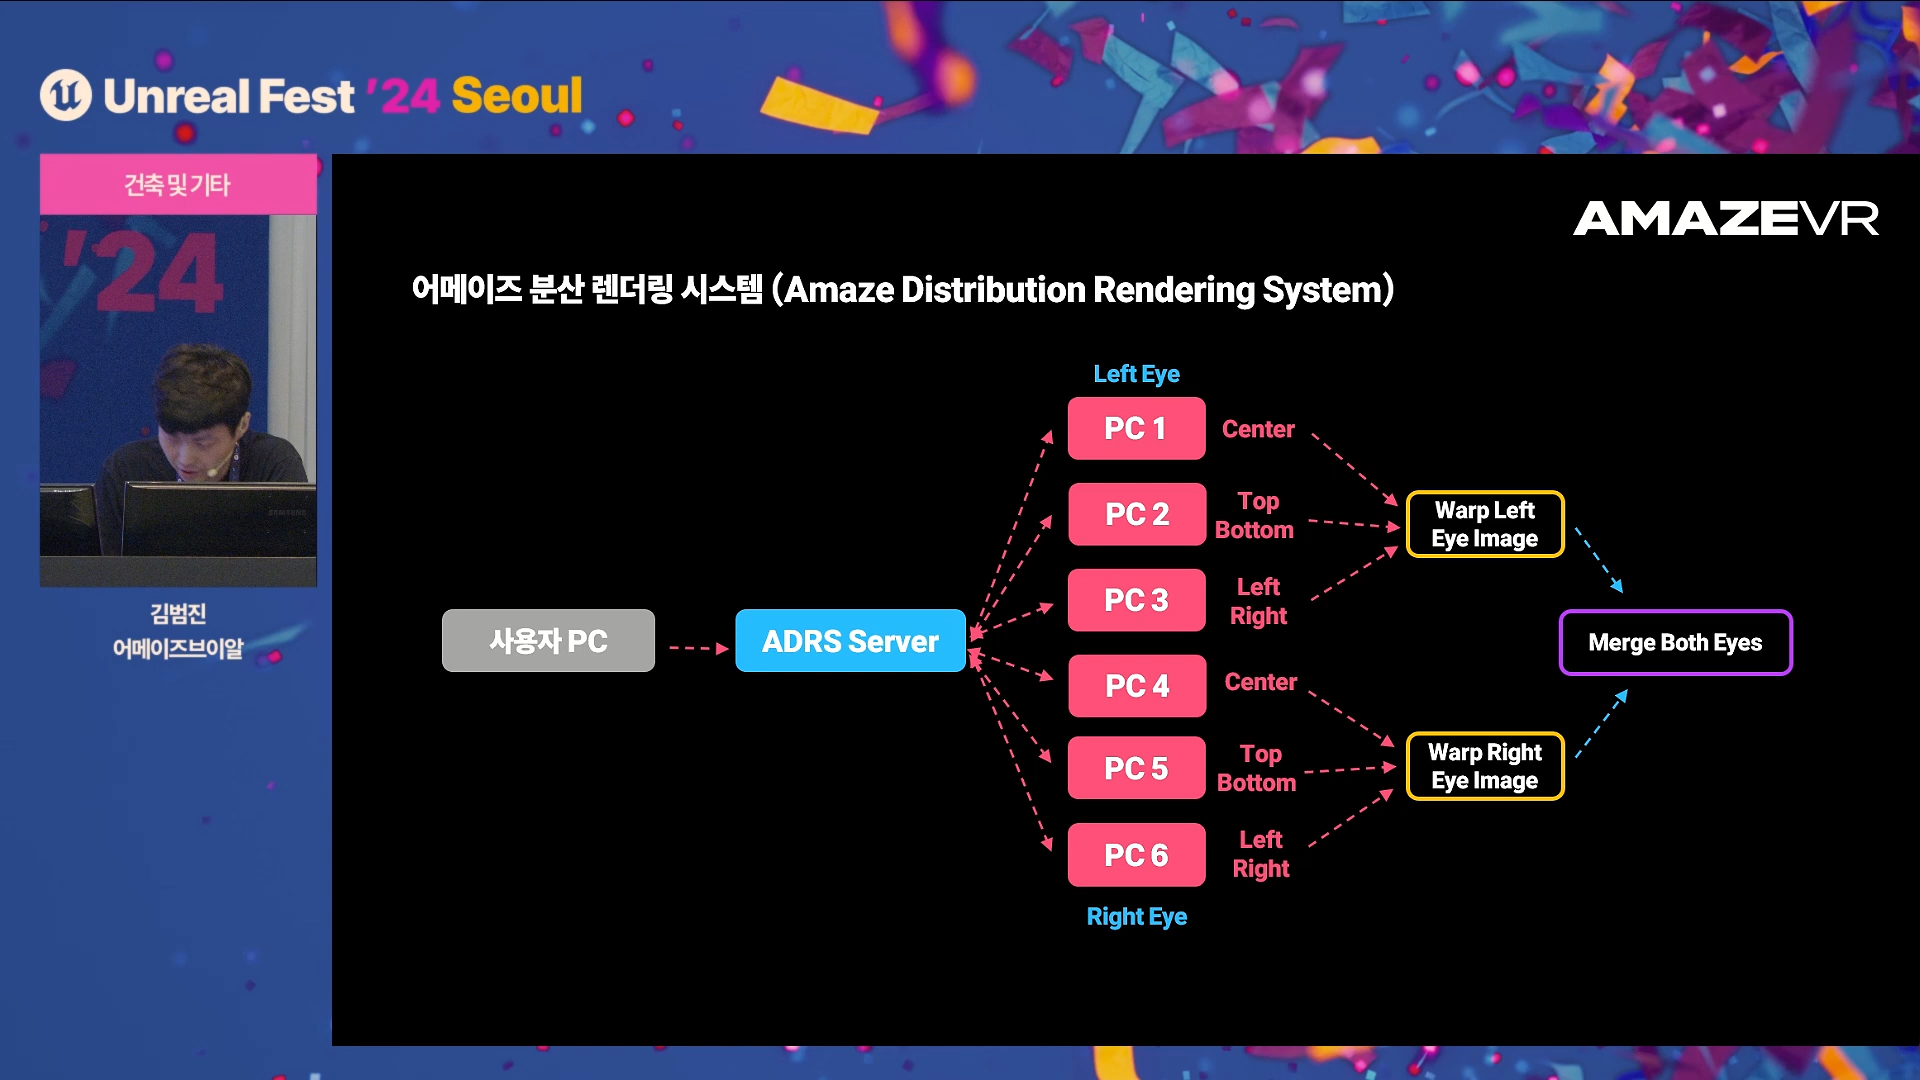 Unreal Fest '24 Seoul
건축 및 기타
'24
SAMSUNG
김범진
어메이즈브이알
AMAZEVR
어메이즈 분산 렌더링 시스템 (Amaze Distribution Rendering System)
사용자 PC
ADRS Server
Left Eye
PC 1
Center
PC 2
Top
Bottom
PC 3
Left
Right
PC 4
Center
PC 5
Top
Bottom
PC 6
Left
Right
Right Eye
Warp Left
Eye Image
Warp Right
Eye Image
Merge Both Eyes